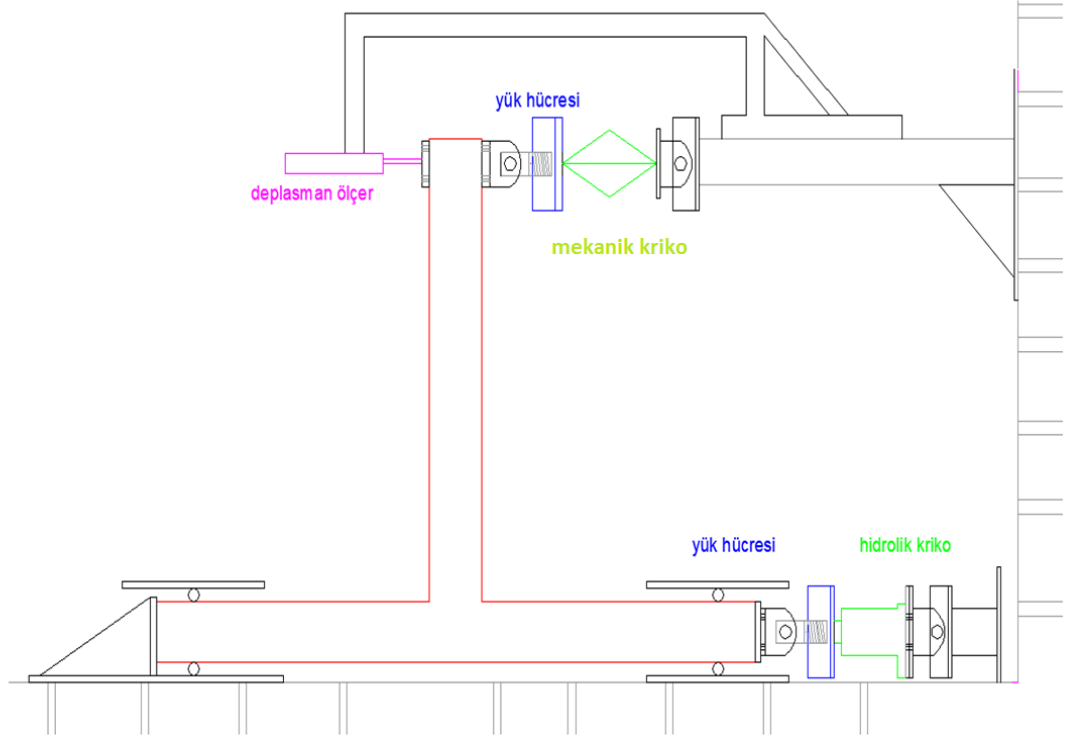 yük hücresi
deplasman ölçer
mekanik kriko
yük hücresi
hidrolik kriko